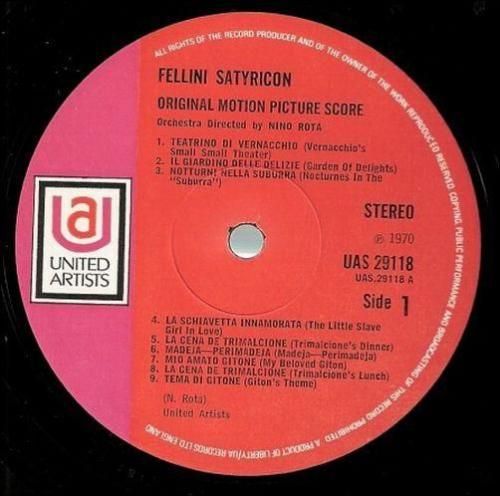 ALL RIGHTS OF THE RECORD PRODUCER AND OF THE OWNER OF THE WORK REPRODUCED RESERVED COPYING, PUBLIC PERFORMANCE AND BROADCASTING OF THIS RECORD PROHIBITED
FELLINI SATYRICON
ORIGINAL MOTION PICTURE SCORE
Orchestra Directed by NINO ROTA
1. TEATRINO DI VERNACCHIO (Vernacchio's
Small Small Theater)
2. IL GIARDINO DELLE DELIZIE (Garden Of Delights)
3. NOTTURNI NELLA SUBURRA (Nocturnes In The
"Suburra")
STEREO
℗ 1970
UAS 29118
UAS.29118 A
Side 1
UA
UNITED
ARTISTS
4. LA SCHIAVETTA INNAMORATA (The Little Slave
Girl In Love)
5. LA CENA DE TRIMALCIONE (Trimalcione's Dinner)
6. MADEJA—PERIMADEJA (Madeja—Perimadeja)
7. MIO AMATO GITONE (My Beloved Giton)
8. LA CENA DE TRIMALCIONE (Trimalcione's Lunch)
9. TEMA DI GITONE (Giton's Theme)
(N. Rota)
United Artists
A PRODUCT OF LIBERTY/UA RECORDS LTD ENGLAND